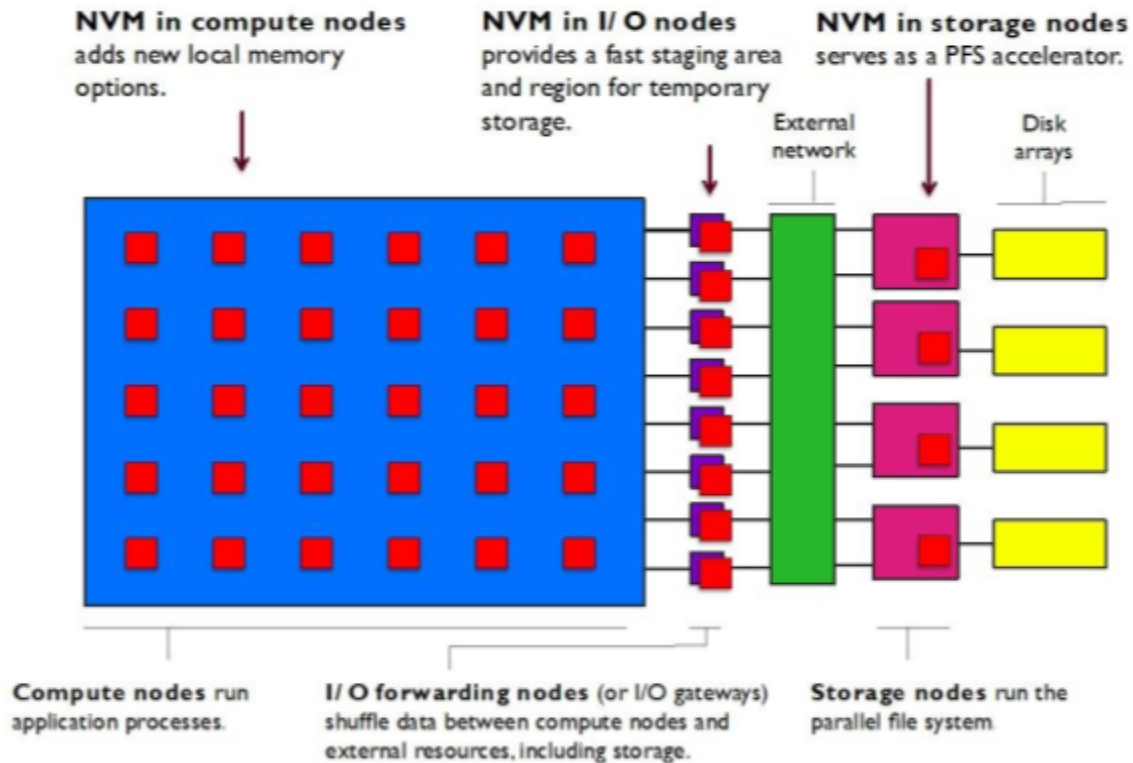 NVM in compute nodes
adds new local memory
options.
NVM in I/ O nodes
provides a fast staging area
and region for temporary
storage.
NVM in storage nodes
serves as a PFS accelerator.
External
network
Disk
arrays
Compute nodes run
application processes.
I/ O forwarding nodes (or I/O gateways)
shuffle data between compute nodes and
external resources, including storage.
Storage nodes run the
parallel file system